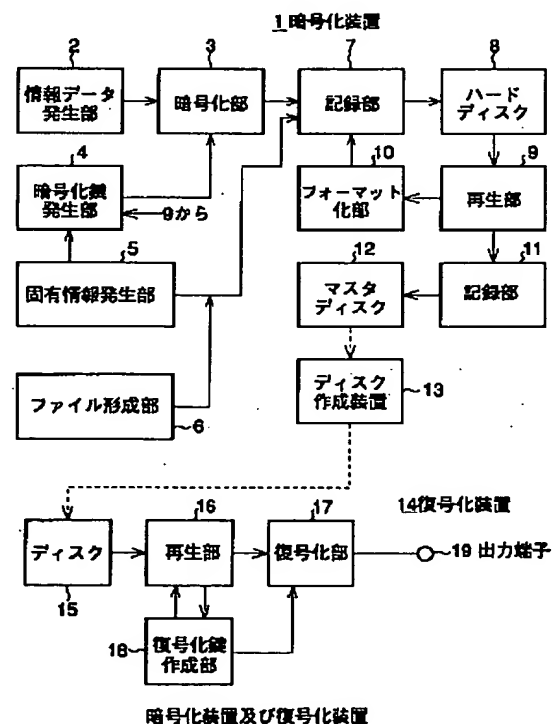 1 暗号化装置
2
3
7
8
情報データ
発生部
暗号化部
記録部
ハード
ディスク
4
10
9
暗号化鍵
発生部
9から
フォーマット
化部
再生部
5
12
11
固有情報発生部
マスタ
ディスク
記録部
ファイル形成部
6
ディスク
作成装置
13
16
17
14復号化装置
ディスク
再生部
復号化部
19 出力端子
15
18
復号化鍵
作成部
暗号化装置及び復号化装置